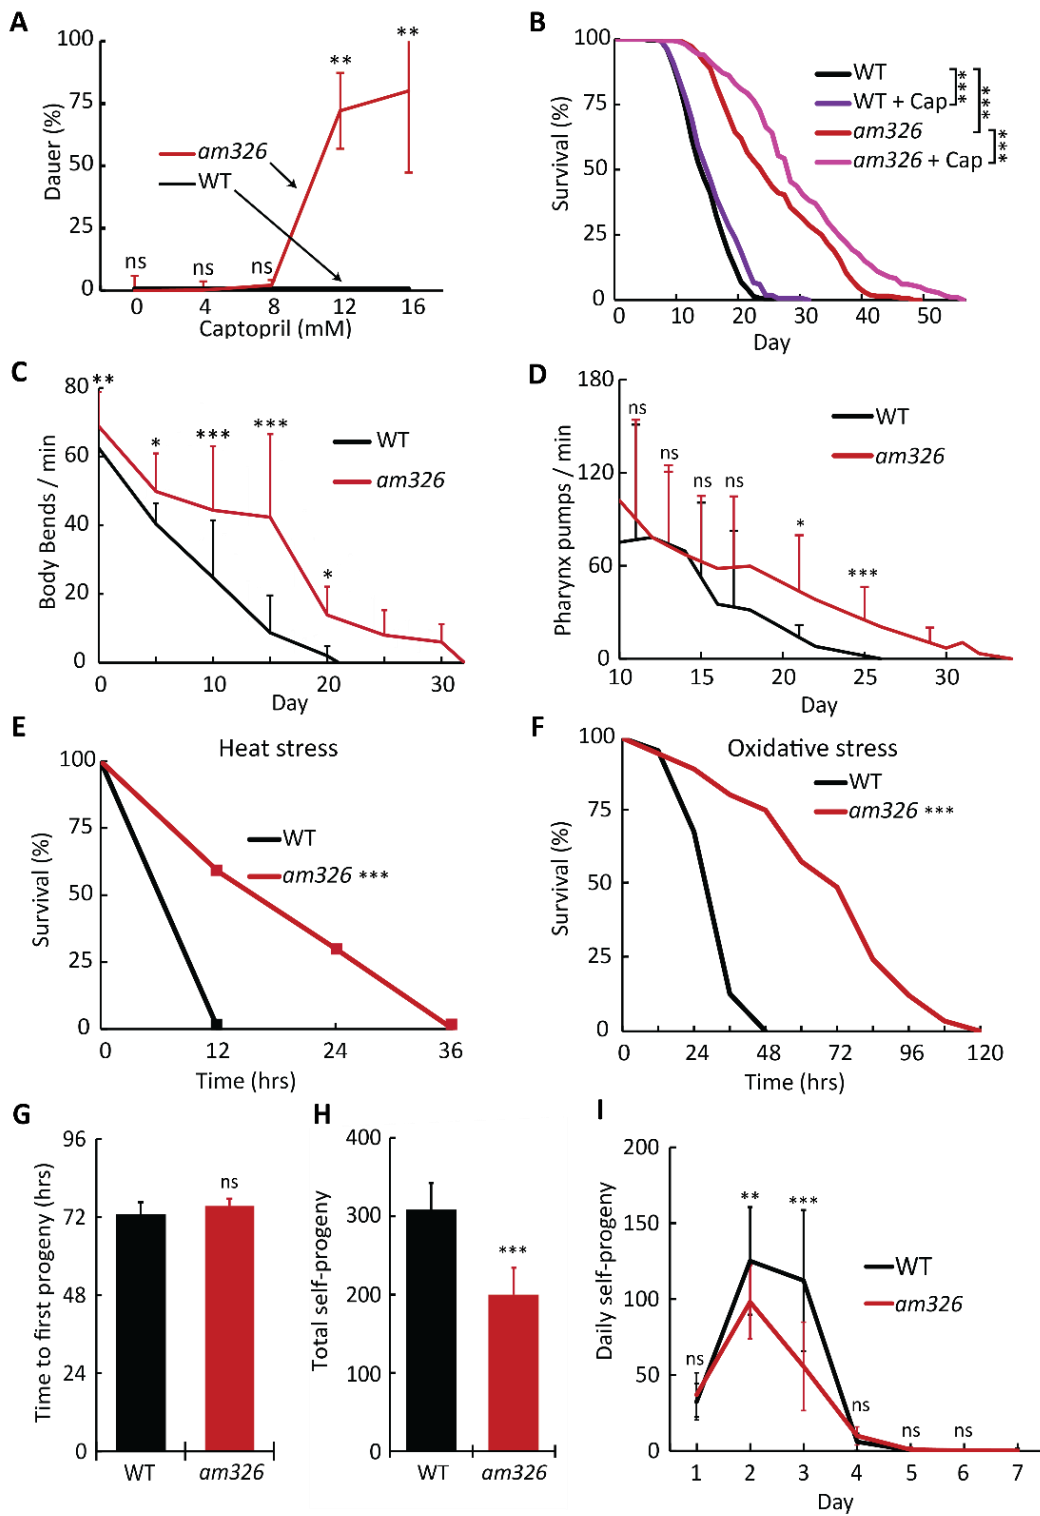 A
100
75
50
25
0
Dauer (%)
**
**
am326
WT
ns
ns
ns
0
4
8
12
16
Captopril (mM)
B
100
75
50
25
0
Survival (%)
WT
WT + Cap
am326
am326 + Cap
***
***
***
0
10
20
30
40
50
Day
C
80
60
40
20
0
Body Bends / min
**
*
***
***
*
WT
am326
0
10
20
30
Day
D
180
120
60
0
Pharynx pumps / min
ns
ns
ns
ns
*
***
WT
am326
10
15
20
25
30
Day
E
Heat stress
100
75
50
25
0
Survival (%)
WT
am326 ***
0
12
24
36
Time (hrs)
F
Oxidative stress
100
75
50
25
0
Survival (%)
WT
am326 ***
0
24
48
72
96
120
Time (hrs)
G
96
72
48
24
0
Time to first progeny (hrs)
ns
WT
am326
H
400
300
200
100
0
Total self-progeny
***
WT
am326
I
200
150
100
50
0
Daily self-progeny
ns
**
***
ns
ns
ns
WT
am326
1
2
3
4
5
6
7
Day